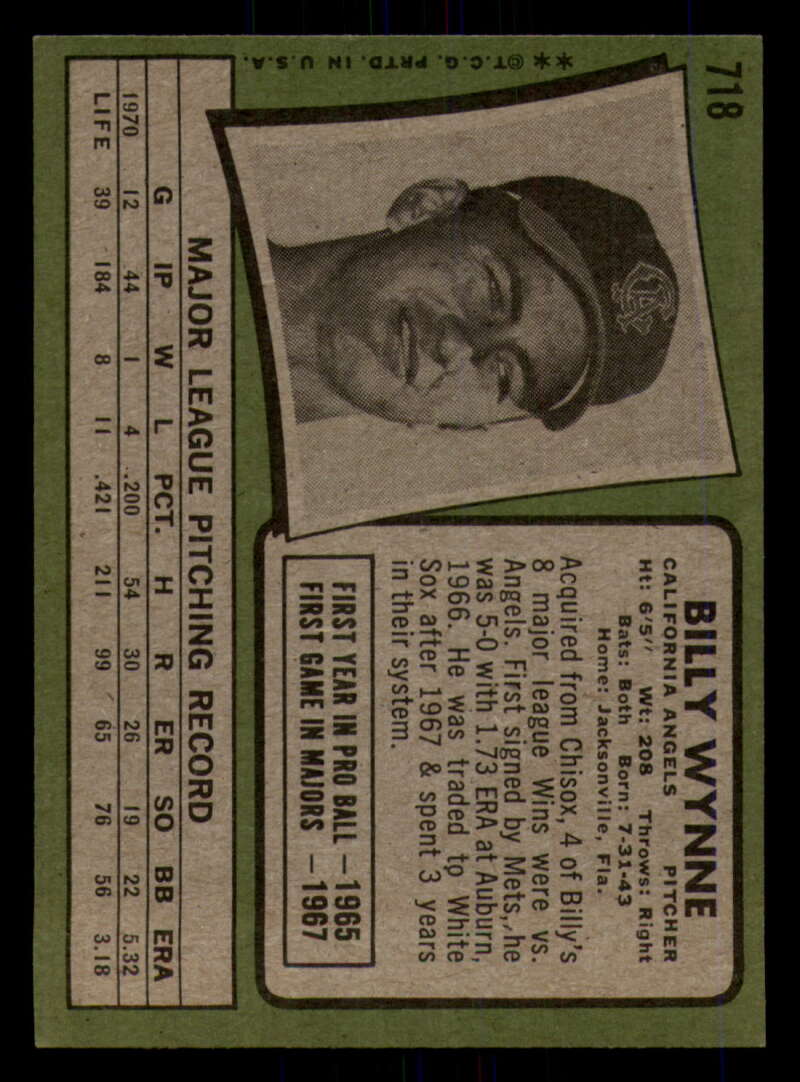 718
**©T.C.G. PRTD. IN U.S.A.
BILLY WYNNE
CALIFORNIA ANGELS PITCHER
Ht: 6'5" Wt: 208 Throws: Right
Bats: Both Born: 7-31-43
Home: Jacksonville, Fla.
Acquired from Chisox, 4 of Billy's
8 major league Wins were vs.
Angels. First signed by Mets, he
was 5-0 with 1.73 ERA at Auburn,
1966. He was traded to White
Sox after 1967 & spent 3 years
in their system.
FIRST YEAR IN PRO BALL — 1965
FIRST GAME IN MAJORS — 1967
MAJOR LEAGUE PITCHING RECORD
G IP W L PCT. H R ER SO BB ERA
1970 12 44 1 4 .200 54 30 26 19 22 5.32
LIFE 39 184 8 11 .421 211 99 65 76 56 3.18